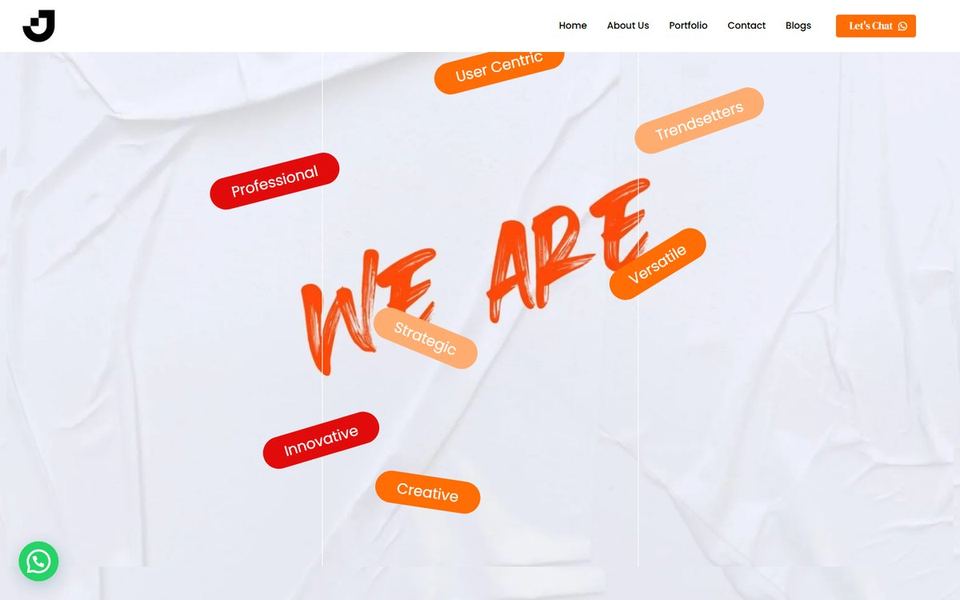 Home
About Us
Portfolio
Contact
Blogs
Let's Chat
User Centric
Trendsetters
Professional
WE ARE
Versatile
Strategic
Innovative
Creative